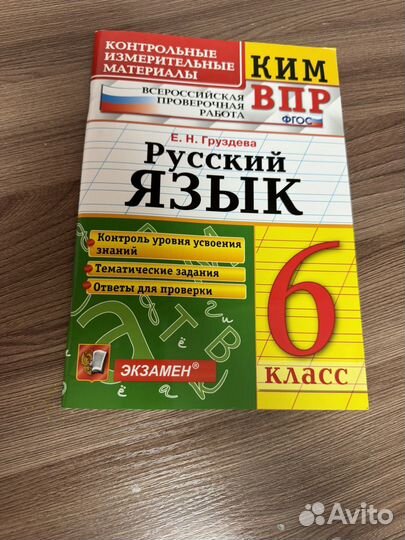 КОНТРОЛЬНЫЕ
ИЗМЕРИТЕЛЬНЫЕ
МАТЕРИАЛЫ
КИМ
ВСЕРОССИЙСКАЯ
ПРОВЕРОЧНАЯ
РАБОТА
ВПР
ФГОС
Е. Н. Груздева
Русский
ЯЗЫК
Контроль уровня усвоения
знаний
Тематические задания
Ответы для проверки
6
класс
ЭКЗАМЕН®
Avito